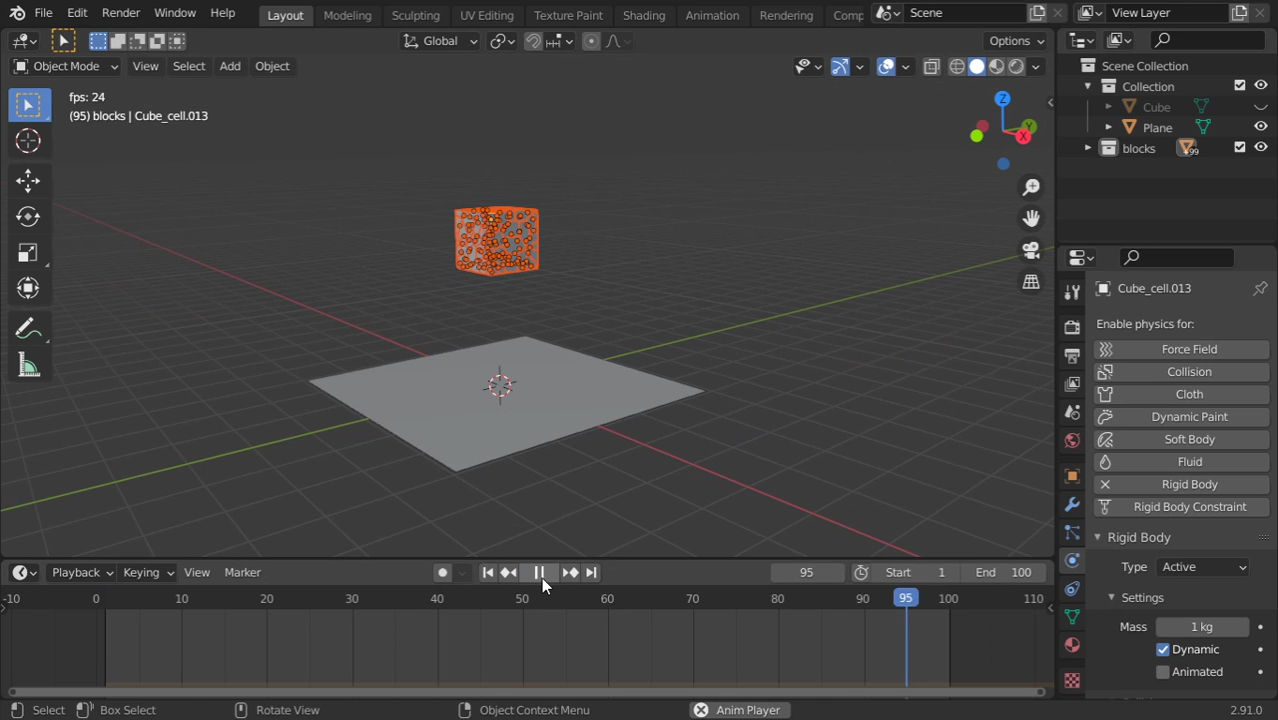 File Edit Render Window Help Layout Modeling Sculpting UV Editing Texture Paint Shading Animation Rendering Comp Scene View Layer
Global Options
Object Mode View Select Add Object
Scene Collection
Collection
Cube
Plane
blocks 99
fps: 24
(95) blocks | Cube_cell.013
Z
Y
X
Cube_cell.013
Enable physics for:
Force Field
Collision
Cloth
Dynamic Paint
Soft Body
Fluid
Rigid Body
Rigid Body Constraint
Rigid Body
Type Active
Settings
Mass 1 kg
Dynamic
Animated
Playback Keying View Marker 95 Start 1 End 100
-10 0 10 20 30 40 50 60 70 80 90 95 100 110
Select Box Select Rotate View Object Context Menu Anim Player 2.91.0